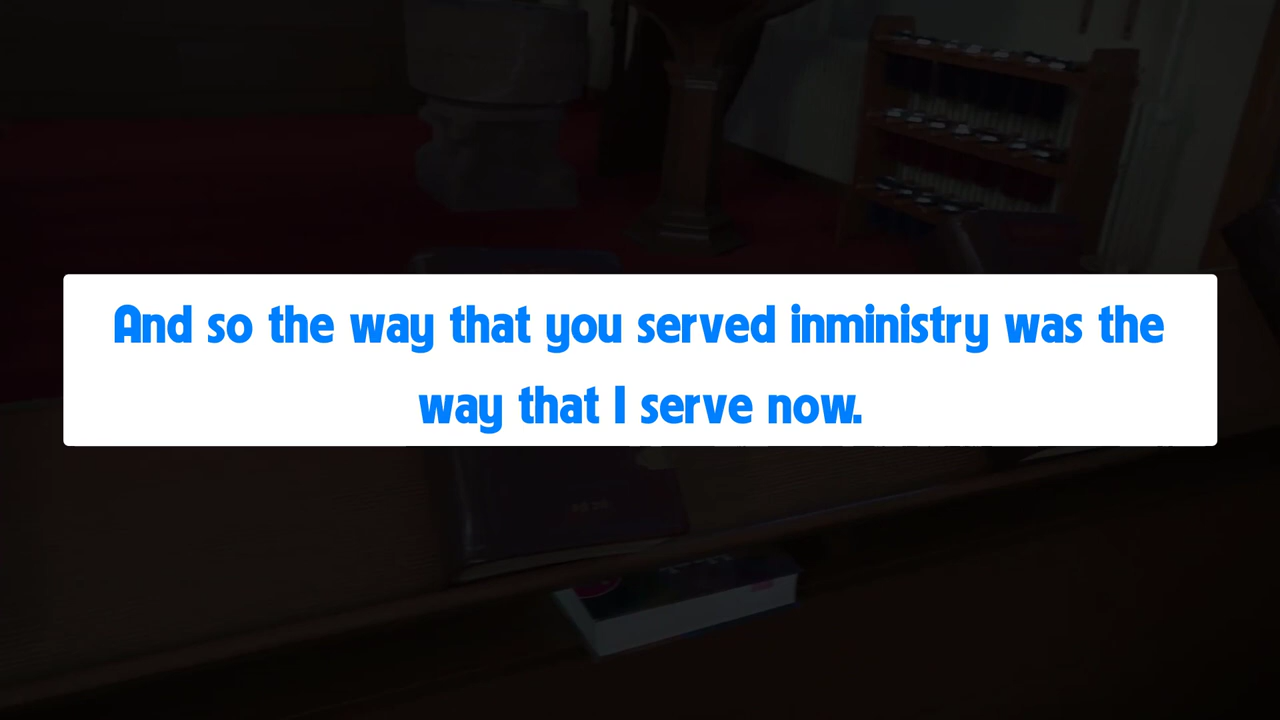 And so the way that you served inministry was the
way that I serve now.